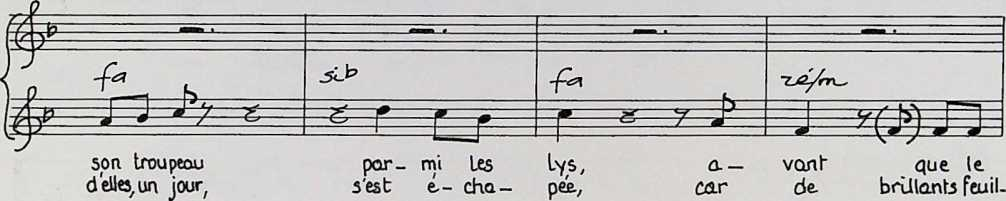 fa sib fa ré/m
son troupeau par- mi les lys, a- vant que le
d'elles, un jour, s'est é- cha- pée, car de brillants feuil-